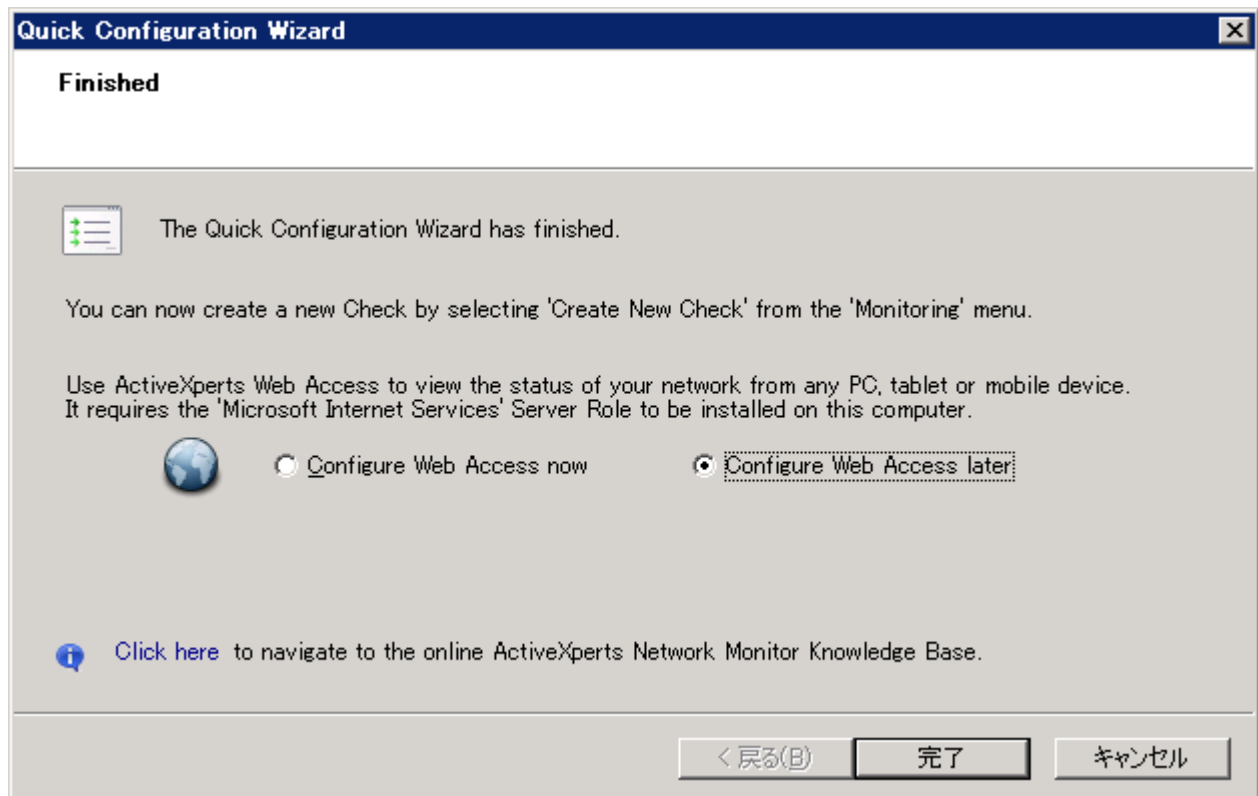 Quick Configuration Wizard
Finished
The Quick Configuration Wizard has finished.
You can now create a new Check by selecting 'Create New Check' from the 'Monitoring' menu.
Use ActiveXperts Web Access to view the status of your network from any PC, tablet or mobile device.
It requires the 'Microsoft Internet Services' Server Role to be installed on this computer.
Configure Web Access now
Configure Web Access later
Click here to navigate to the online ActiveXperts Network Monitor Knowledge Base.
< 戻る(B)
完了
キャンセル